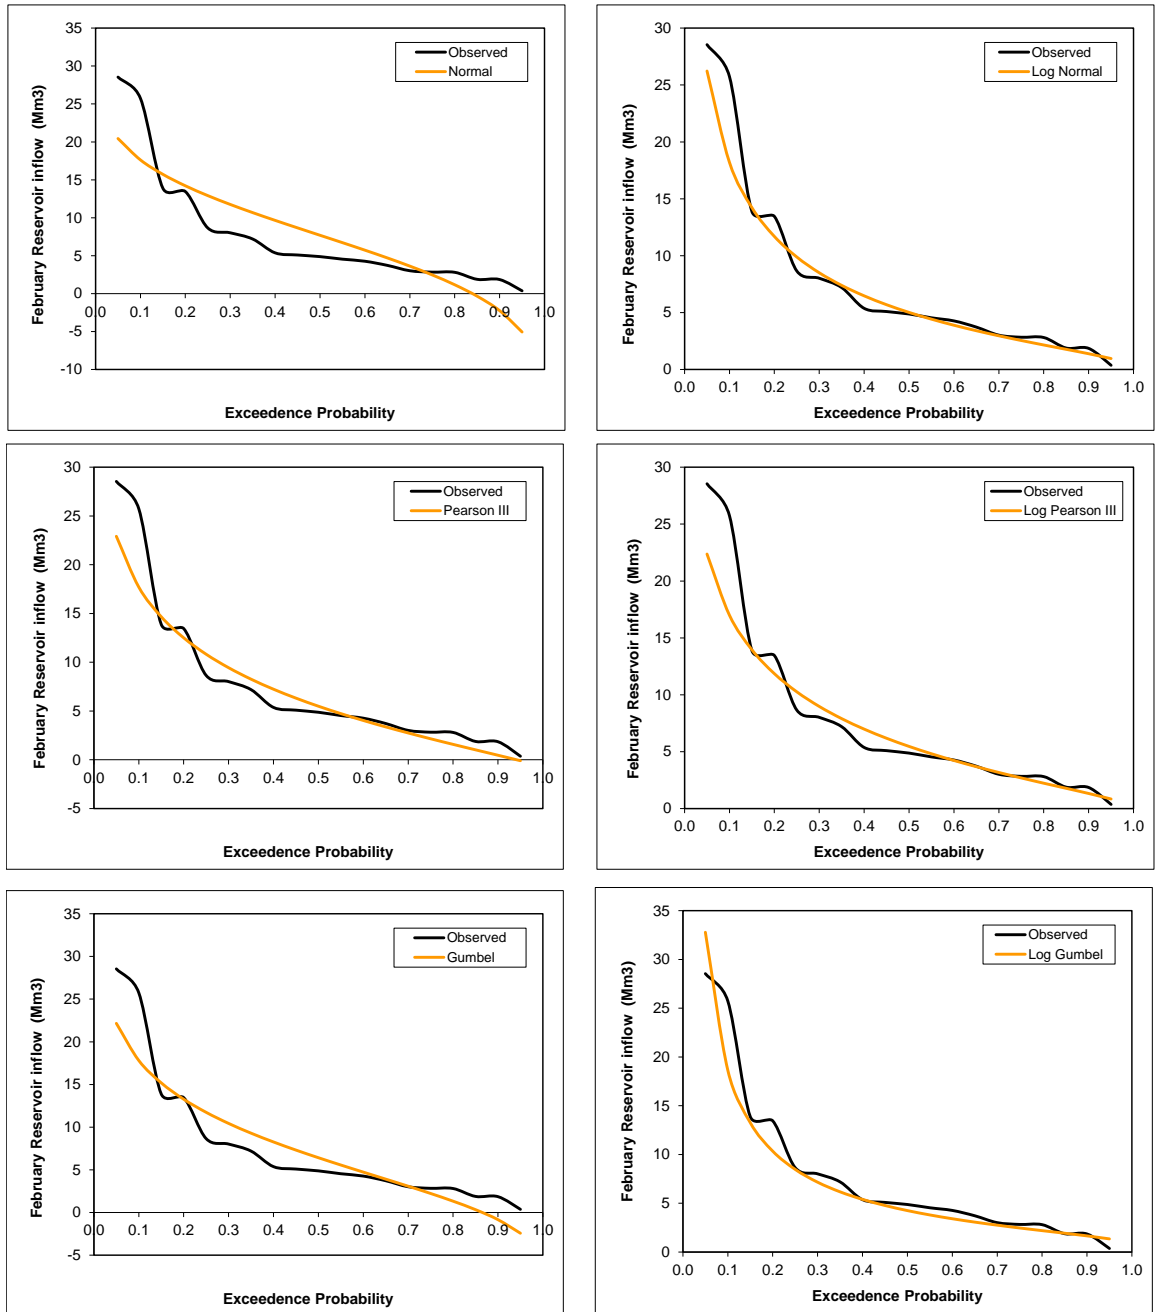 February Reservoir inflow (Mm3)
35
30
25
20
15
10
5
0
-5
-10
0.0 0.1 0.2 0.3 0.4 0.5 0.6 0.7 0.8 0.9 1.0
Observed
Normal
Exceedence Probability
February Reservoir inflow (Mm3)
30
25
20
15
10
5
0
0.0 0.1 0.2 0.3 0.4 0.5 0.6 0.7 0.8 0.9 1.0
Observed
Log Normal
Exceedence Probability
February Reservoir inflow (Mm3)
30
25
20
15
10
5
0
-5
0.0 0.1 0.2 0.3 0.4 0.5 0.6 0.7 0.8 0.9 1.0
Observed
Pearson III
Exceedence Probability
February Reservoir inflow (Mm3)
30
25
20
15
10
5
0
0.0 0.1 0.2 0.3 0.4 0.5 0.6 0.7 0.8 0.9 1.0
Observed
Log Pearson III
Exceedence Probability
February Reservoir inflow (Mm3)
35
30
25
20
15
10
5
0
-5
0.0 0.1 0.2 0.3 0.4 0.5 0.6 0.7 0.8 0.9 1.0
Observed
Gumbel
Exceedence Probability
February Reservoir inflow (Mm3)
35
30
25
20
15
10
5
0
0.0 0.1 0.2 0.3 0.4 0.5 0.6 0.7 0.8 0.9 1.0
Observed
Log Gumbel
Exceedence Probability